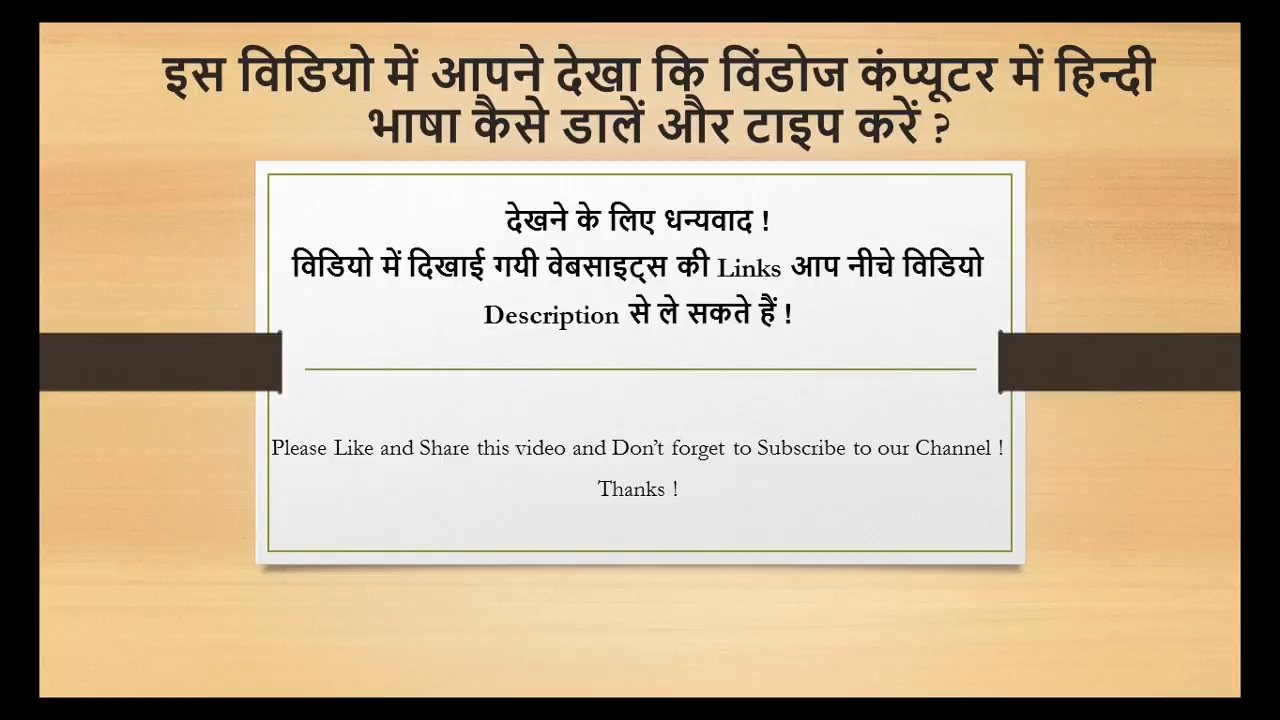 इस विडियो में आपने देखा कि विंडोज कंप्यूटर में हिन्दी
भाषा कैसे डालें और टाइप करें ?
देखने के लिए धन्यवाद !
विडियो में दिखाई गयी वेबसाइट्स की Links आप नीचे विडियो
Description से ले सकते हैं !
Please Like and Share this video and Don’t forget to Subscribe to our Channel !
Thanks !